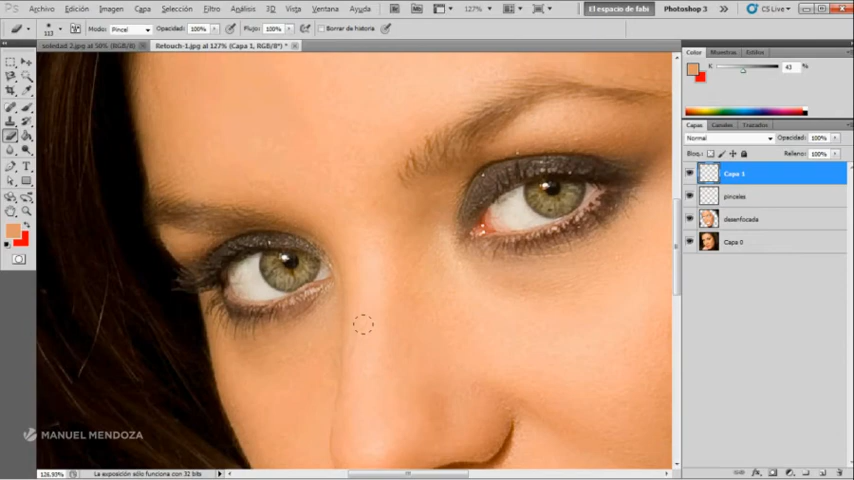 Archivo Edición Imagen Capa Selección Filtro Análisis 3D Vista Ventana Ayuda 127% El espacio de fabi Photoshop 3 CS Live
113 Modo: Pincel Opacidad: 100% Flujo: 100% Borrar de historia
soledad 2.jpg al 50% (RGB/8) Retouch-1.jpg al 127% (Capa 1, RGB/8*) *
Color Muestras Estilos
K 43 %
Capas Canales Trazados
Normal Opacidad: 100%
Bloq.: Relleno: 100%
Capa 1
pinceles
desenfocada
Capa 0
MANUEL MENDOZA
126.93% La exposición sólo funciona con 32 bits